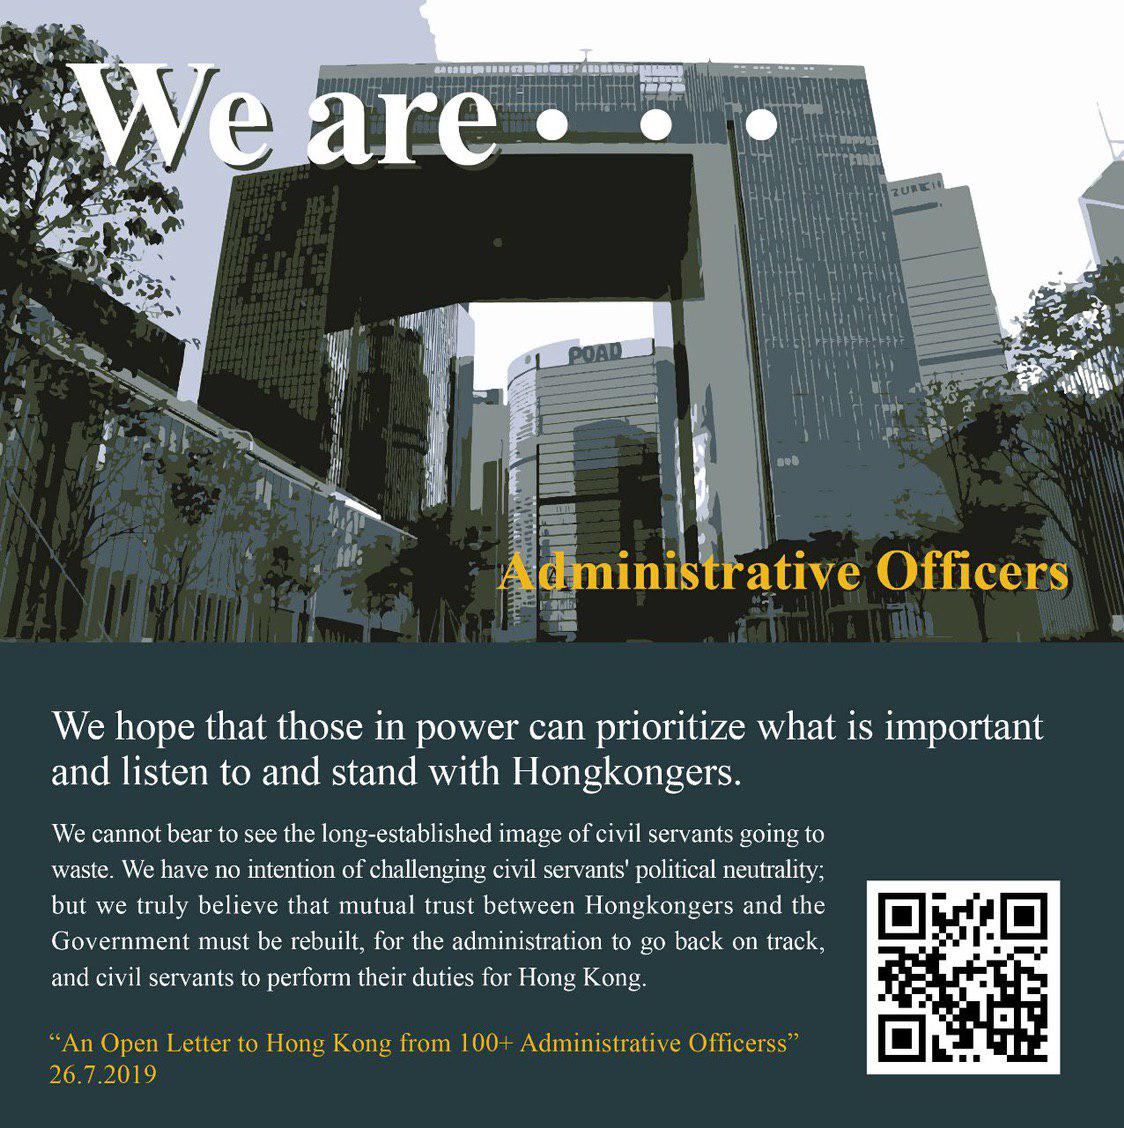 We are . . .
ZURICH
POAD
Administrative Officers
We hope that those in power can prioritize what is important
and listen to and stand with Hongkongers.
We cannot bear to see the long-established image of civil servants going to
waste. We have no intention of challenging civil servants' political neutrality;
but we truly believe that mutual trust between Hongkongers and the
Government must be rebuilt, for the administration to go back on track,
and civil servants to perform their duties for Hong Kong.
“An Open Letter to Hong Kong from 100+ Administrative Officerss”
26.7.2019